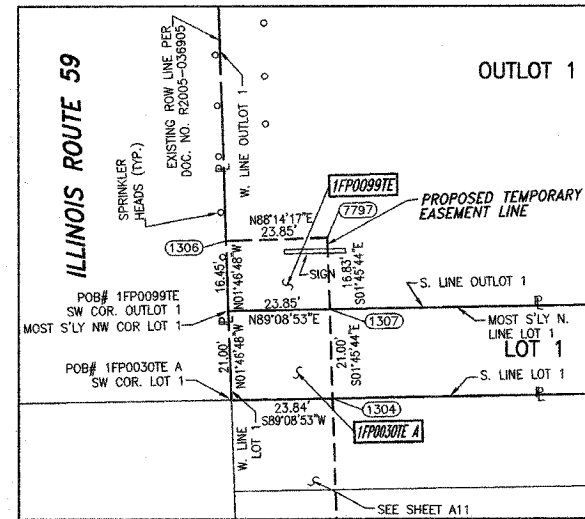 ILLINOIS ROUTE 59
SPRINKLER
HEADS (TYP.)
EXISTING ROW LINE PER
DOC. NO. R2005-036905
W. LINE OUTLOT 1
OUTLOT 1
1FP0099TE
7797
PROPOSED TEMPORARY
EASEMENT LINE
N88°14'17"E
23.85'
1306
SIGN
16.45'
N01°46'48"W
16.83'
S01°45'44"E
S. LINE OUTLOT 1
POB# 1FP0099TE
SW COR. OUTLOT 1
MOST S'LY NW COR LOT 1
23.85'
N89°08'53"E
1307
MOST S'LY N.
LINE LOT 1
LOT 1
21.00'
N01°46'48"W
21.00'
S01°45'44"E
POB# 1FP0030TE A
SW COR. LOT 1
S. LINE LOT 1
23.84'
S89°08'53"W
1304
1FP0030TE A
W. LINE
LOT 1
SEE SHEET A11